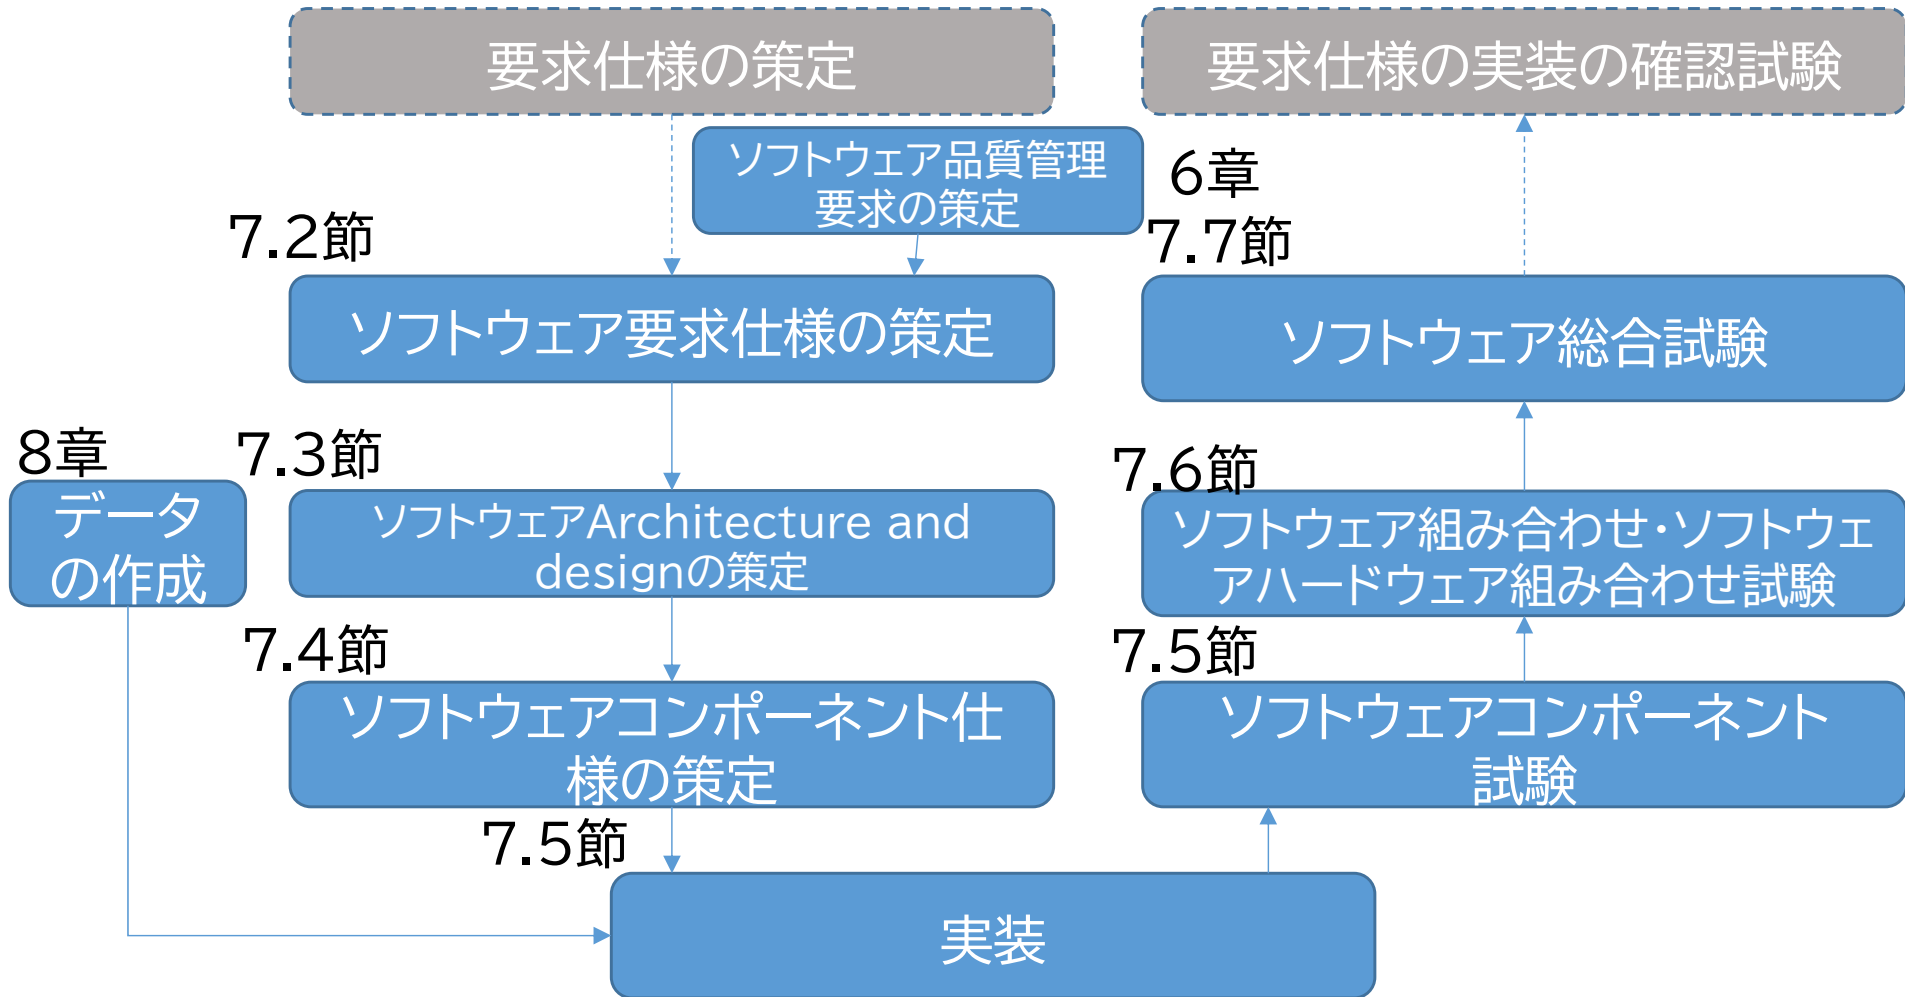 要求仕様の策定
要求仕様の実装の確認試験
ソフトウェア品質管理
要求の策定
6章
7.2節
7.7節
ソフトウェア要求仕様の策定
ソフトウェア総合試験
8章
7.3節
7.6節
データ
の作成
ソフトウェアArchitecture and
designの策定
ソフトウェア組み合わせ・ソフトウェ
アハードウェア組み合わせ試験
7.4節
7.5節
ソフトウェアコンポーネント仕
様の策定
ソフトウェアコンポーネント
試験
7.5節
実装